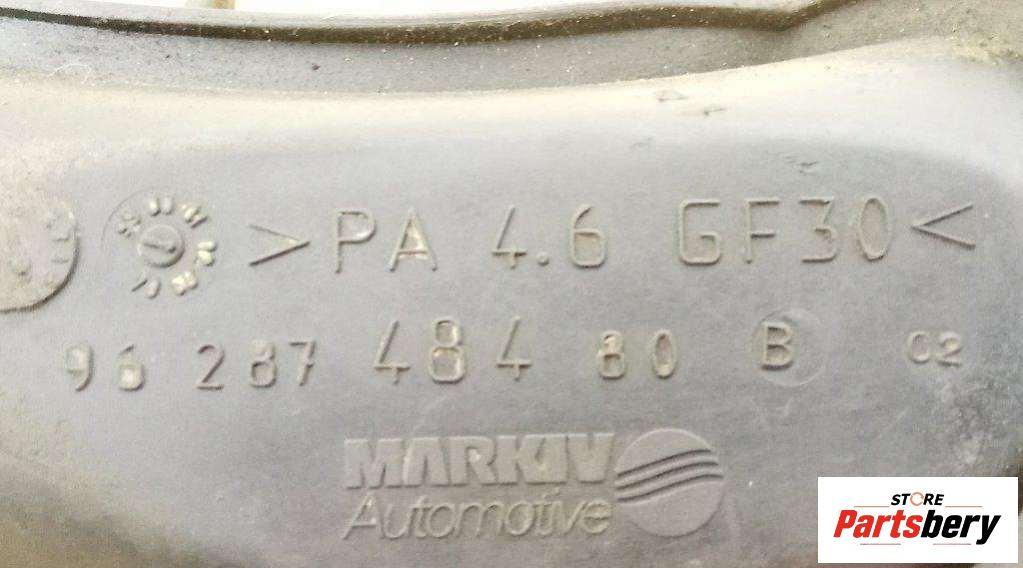 >PA 4.6 GF30<
96 287 484 80 B C2
MARKIV
Automotive
STORE
Partsbery